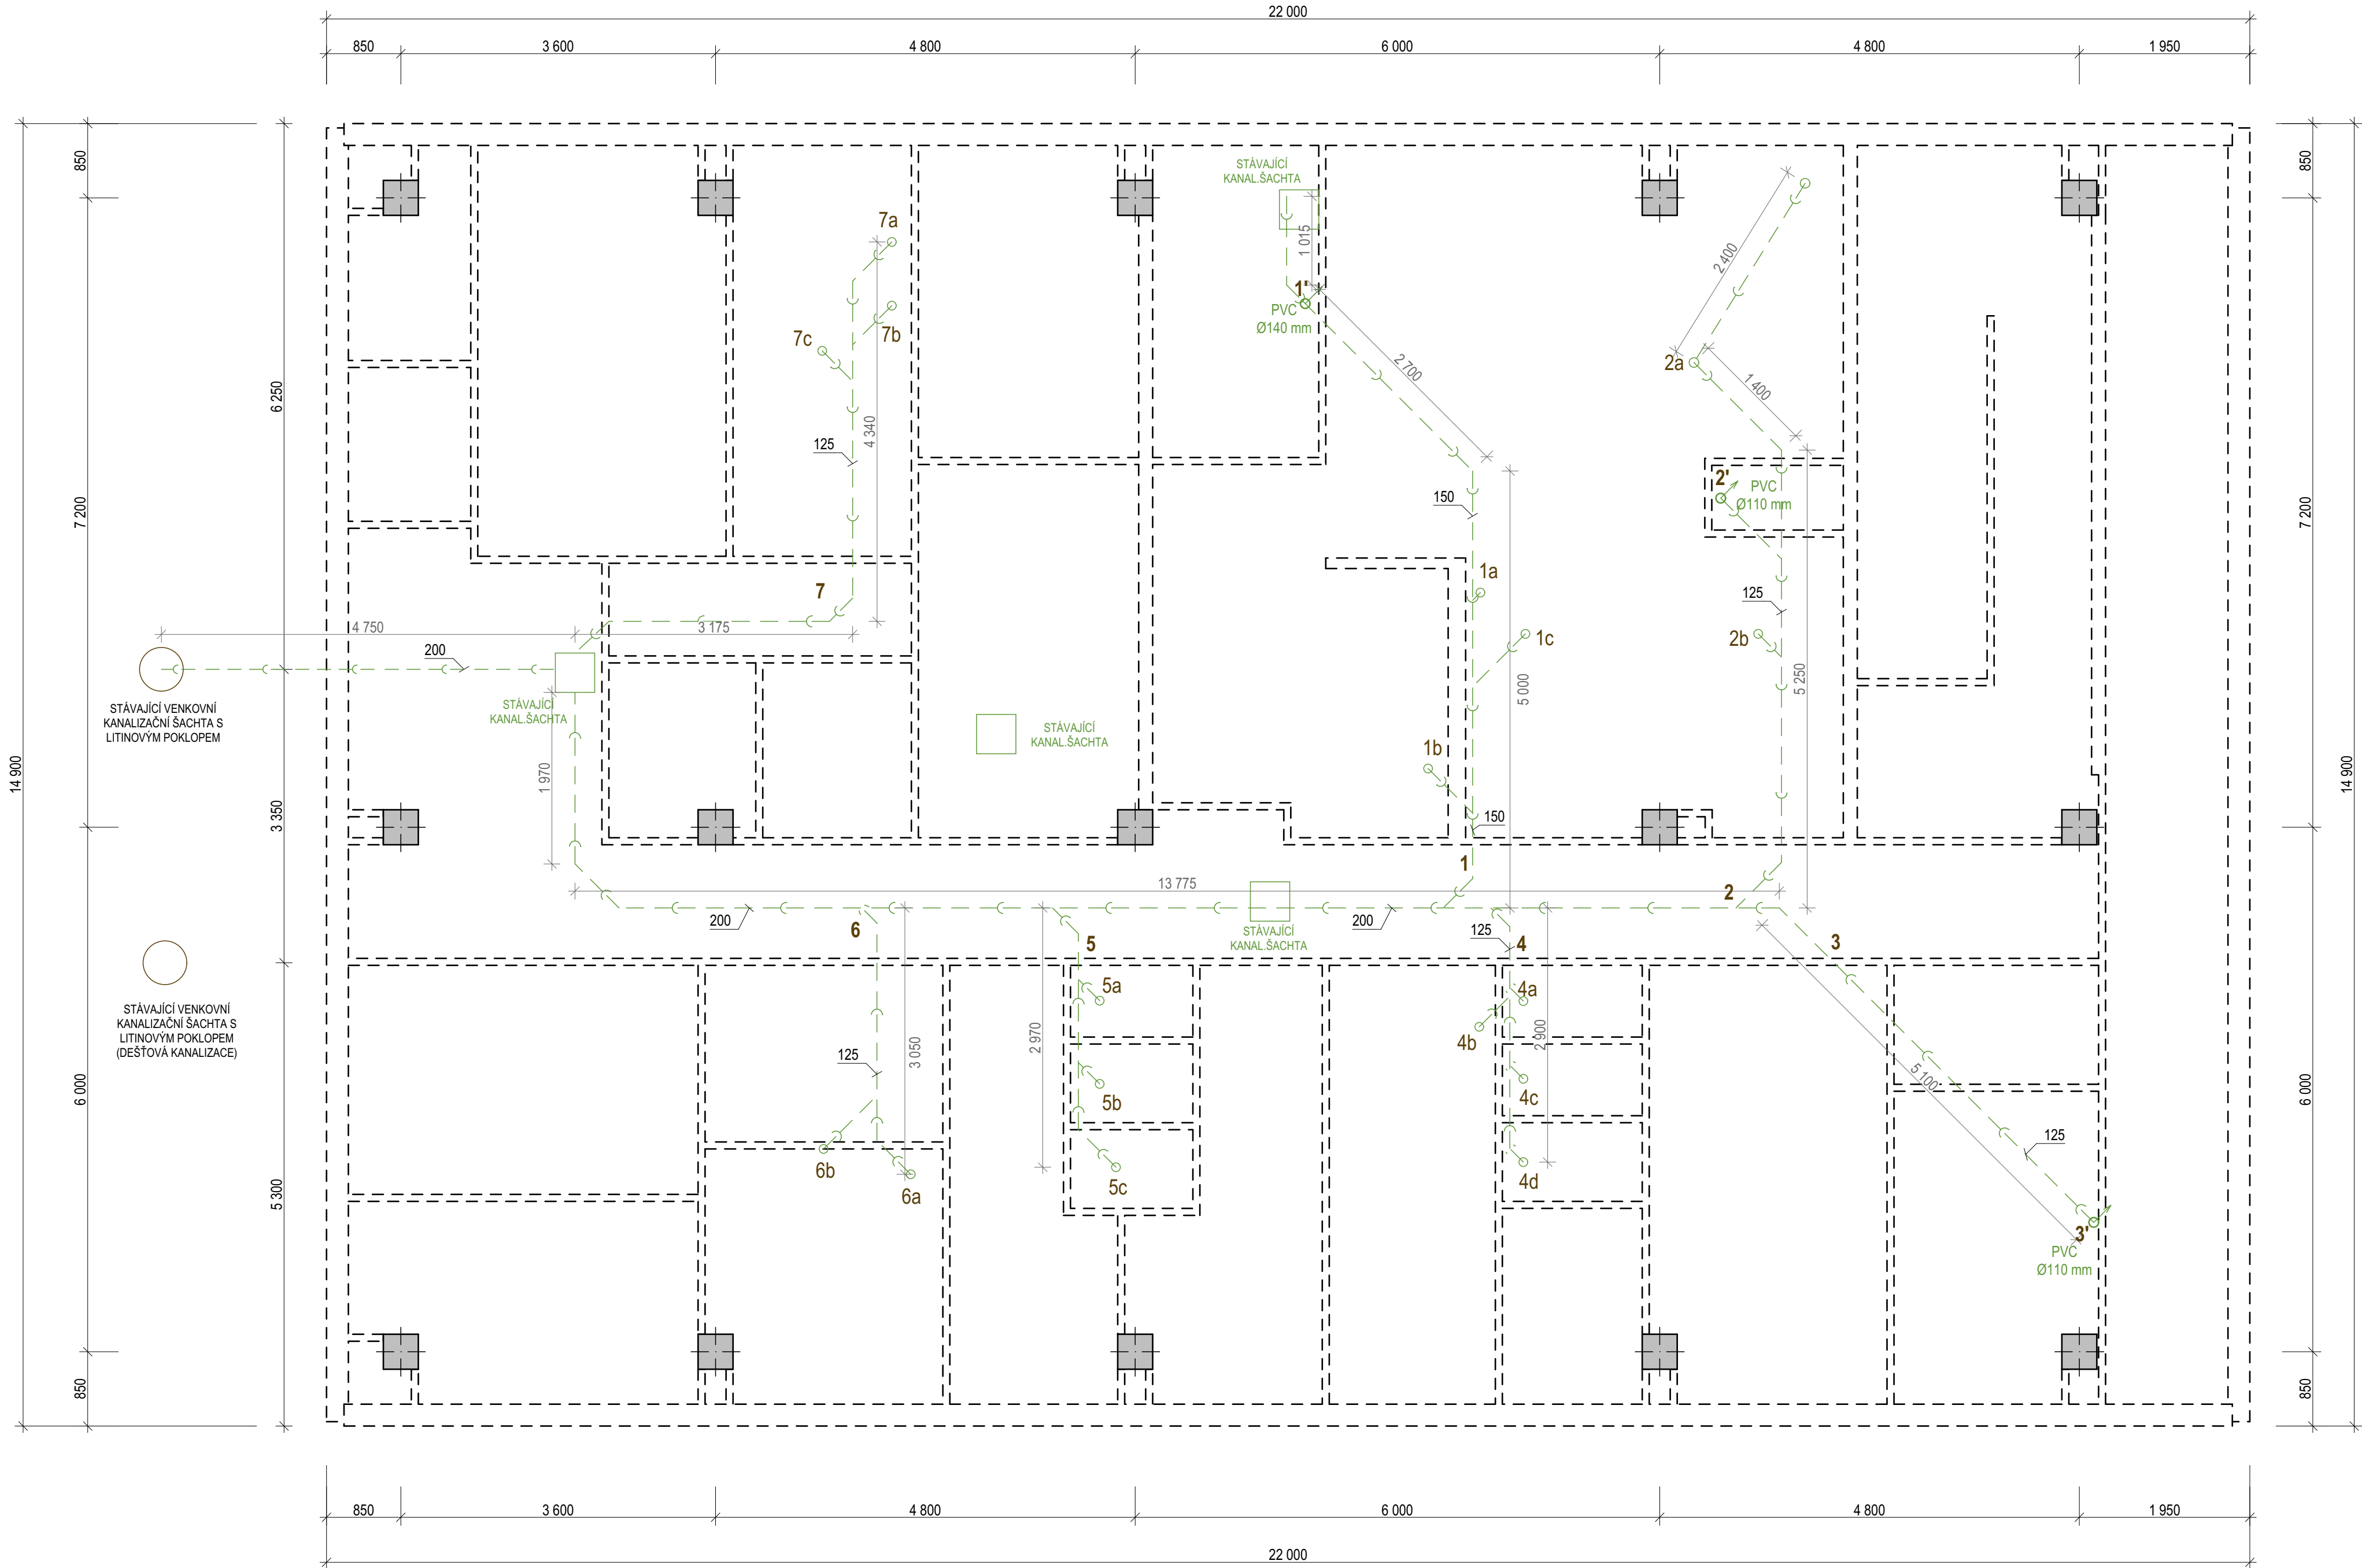 22 000
850
3 600
4 800
6 000
4 800
1 950
14 900
850
7 200
6 000
850
6 250
3 350
5 300
850
7 200
6 000
850
14 900
STÁVAJÍCÍ
KANAL.ŠACHTA
1 015
1'
PVC
Ø140 mm
2 700
2 400
2a
1 400
7a
7b
7c
4 340
125
150
2'
PVC
Ø110 mm
1a
125
7
1c
2b
4 750
3 175
200
5 000
5 250
STÁVAJÍCÍ VENKOVNÍ
KANALIZAČNÍ ŠACHTA S
LITINOVÝM POKLOPEM
STÁVAJÍCÍ
KANAL.ŠACHTA
STÁVAJÍCÍ
KANAL.ŠACHTA
1b
1 970
150
1
13 775
2
200
6
5
STÁVAJÍCÍ
KANAL.ŠACHTA
200
125
4
3
STÁVAJÍCÍ VENKOVNÍ
KANALIZAČNÍ ŠACHTA S
LITINOVÝM POKLOPEM
(DEŠŤOVÁ KANALIZACE)
5a
4a
4b
125
3 050
2 970
2 900
5b
4c
5 100
125
6b
6a
5c
4d
3'
PVC
Ø110 mm
850
3 600
4 800
6 000
4 800
1 950
22 000